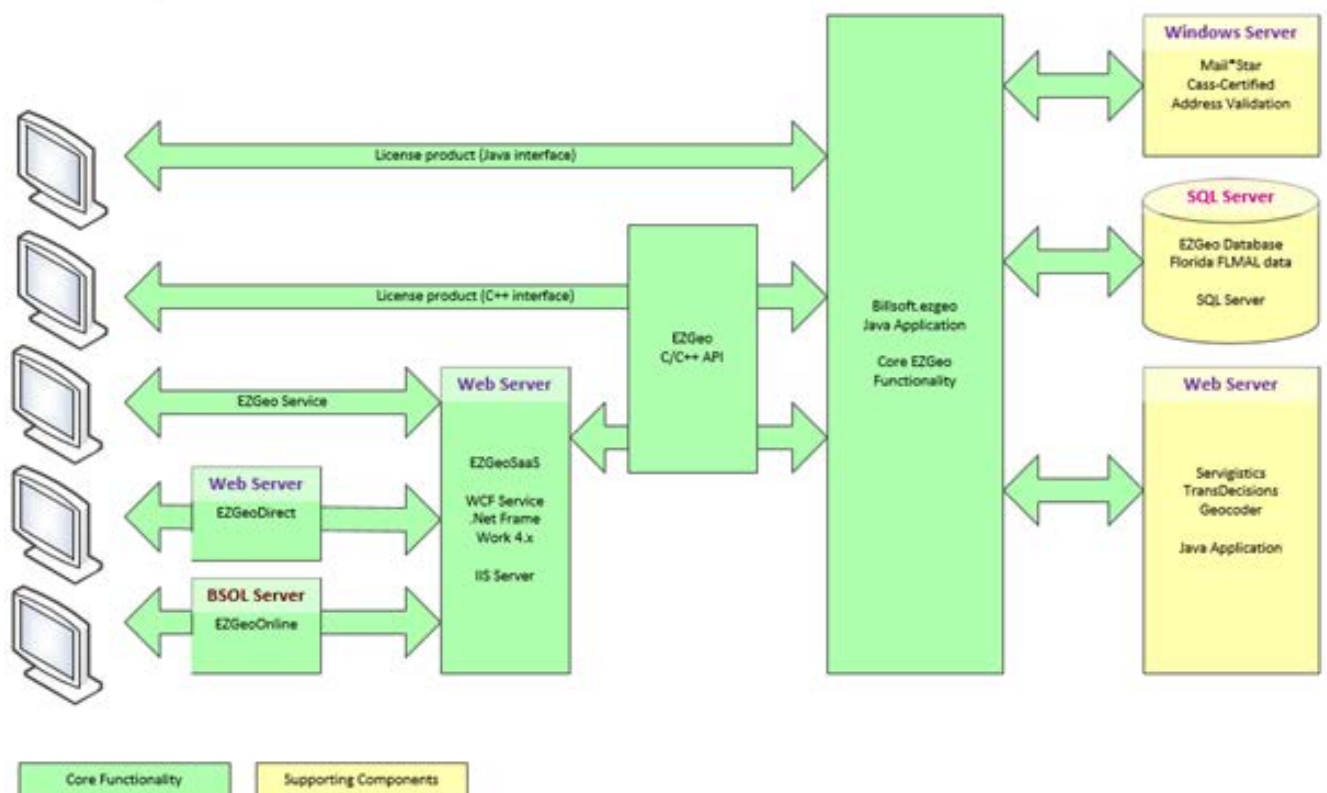 License product (Java interface)
License product (C++ interface)
EZGeo Service
Web Server
EZGeoDirect
BSOL Server
EZGeoOnline
Web Server
EZGeoSaaS
WCF Service
.Net Frame
Work 4.x
IIS Server
EZGeo
C/C++ API
Billsoft.ezgeo
Java Application
Core EZGeo
Functionality
Windows Server
Mail*Star
Cass-Certified
Address Validation
SQL Server
EZGeo Database
Florida FLMAL data
SQL Server
Web Server
Servigistics
TransDecisions
Geocoder
Java Application
Core Functionality
Supporting Components